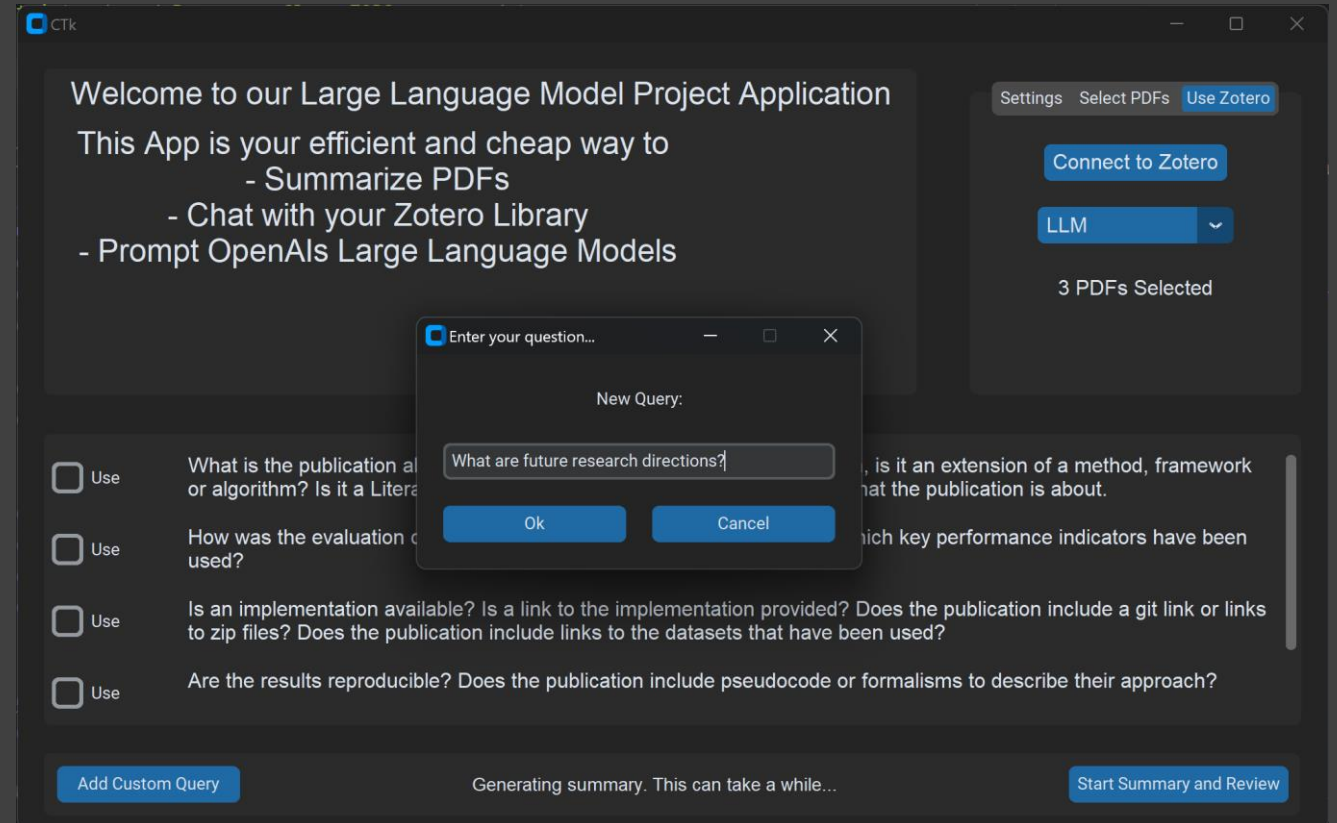 CTk
Welcome to our Large Language Model Project Application
This App is your efficient and cheap way to
- Summarize PDFs
- Chat with your Zotero Library
- Prompt OpenAIs Large Language Models
Settings Select PDFs Use Zotero
Connect to Zotero
LLM
3 PDFs Selected
Enter your question...
New Query:
What are future research directions?
Ok Cancel
Use What is the publication , is it an extension of a method, framework
or algorithm? Is it a the publication is about.
Use How was the evaluation key performance indicators have been
used?
Use Is an implementation available? Is a link to the implementation provided? Does the publication include a git link or links
to zip files? Does the publication include links to the datasets that have been used?
Use Are the results reproducible? Does the publication include pseudocode or formalisms to describe their approach?
Add Custom Query Generating summary. This can take a while... Start Summary and Review